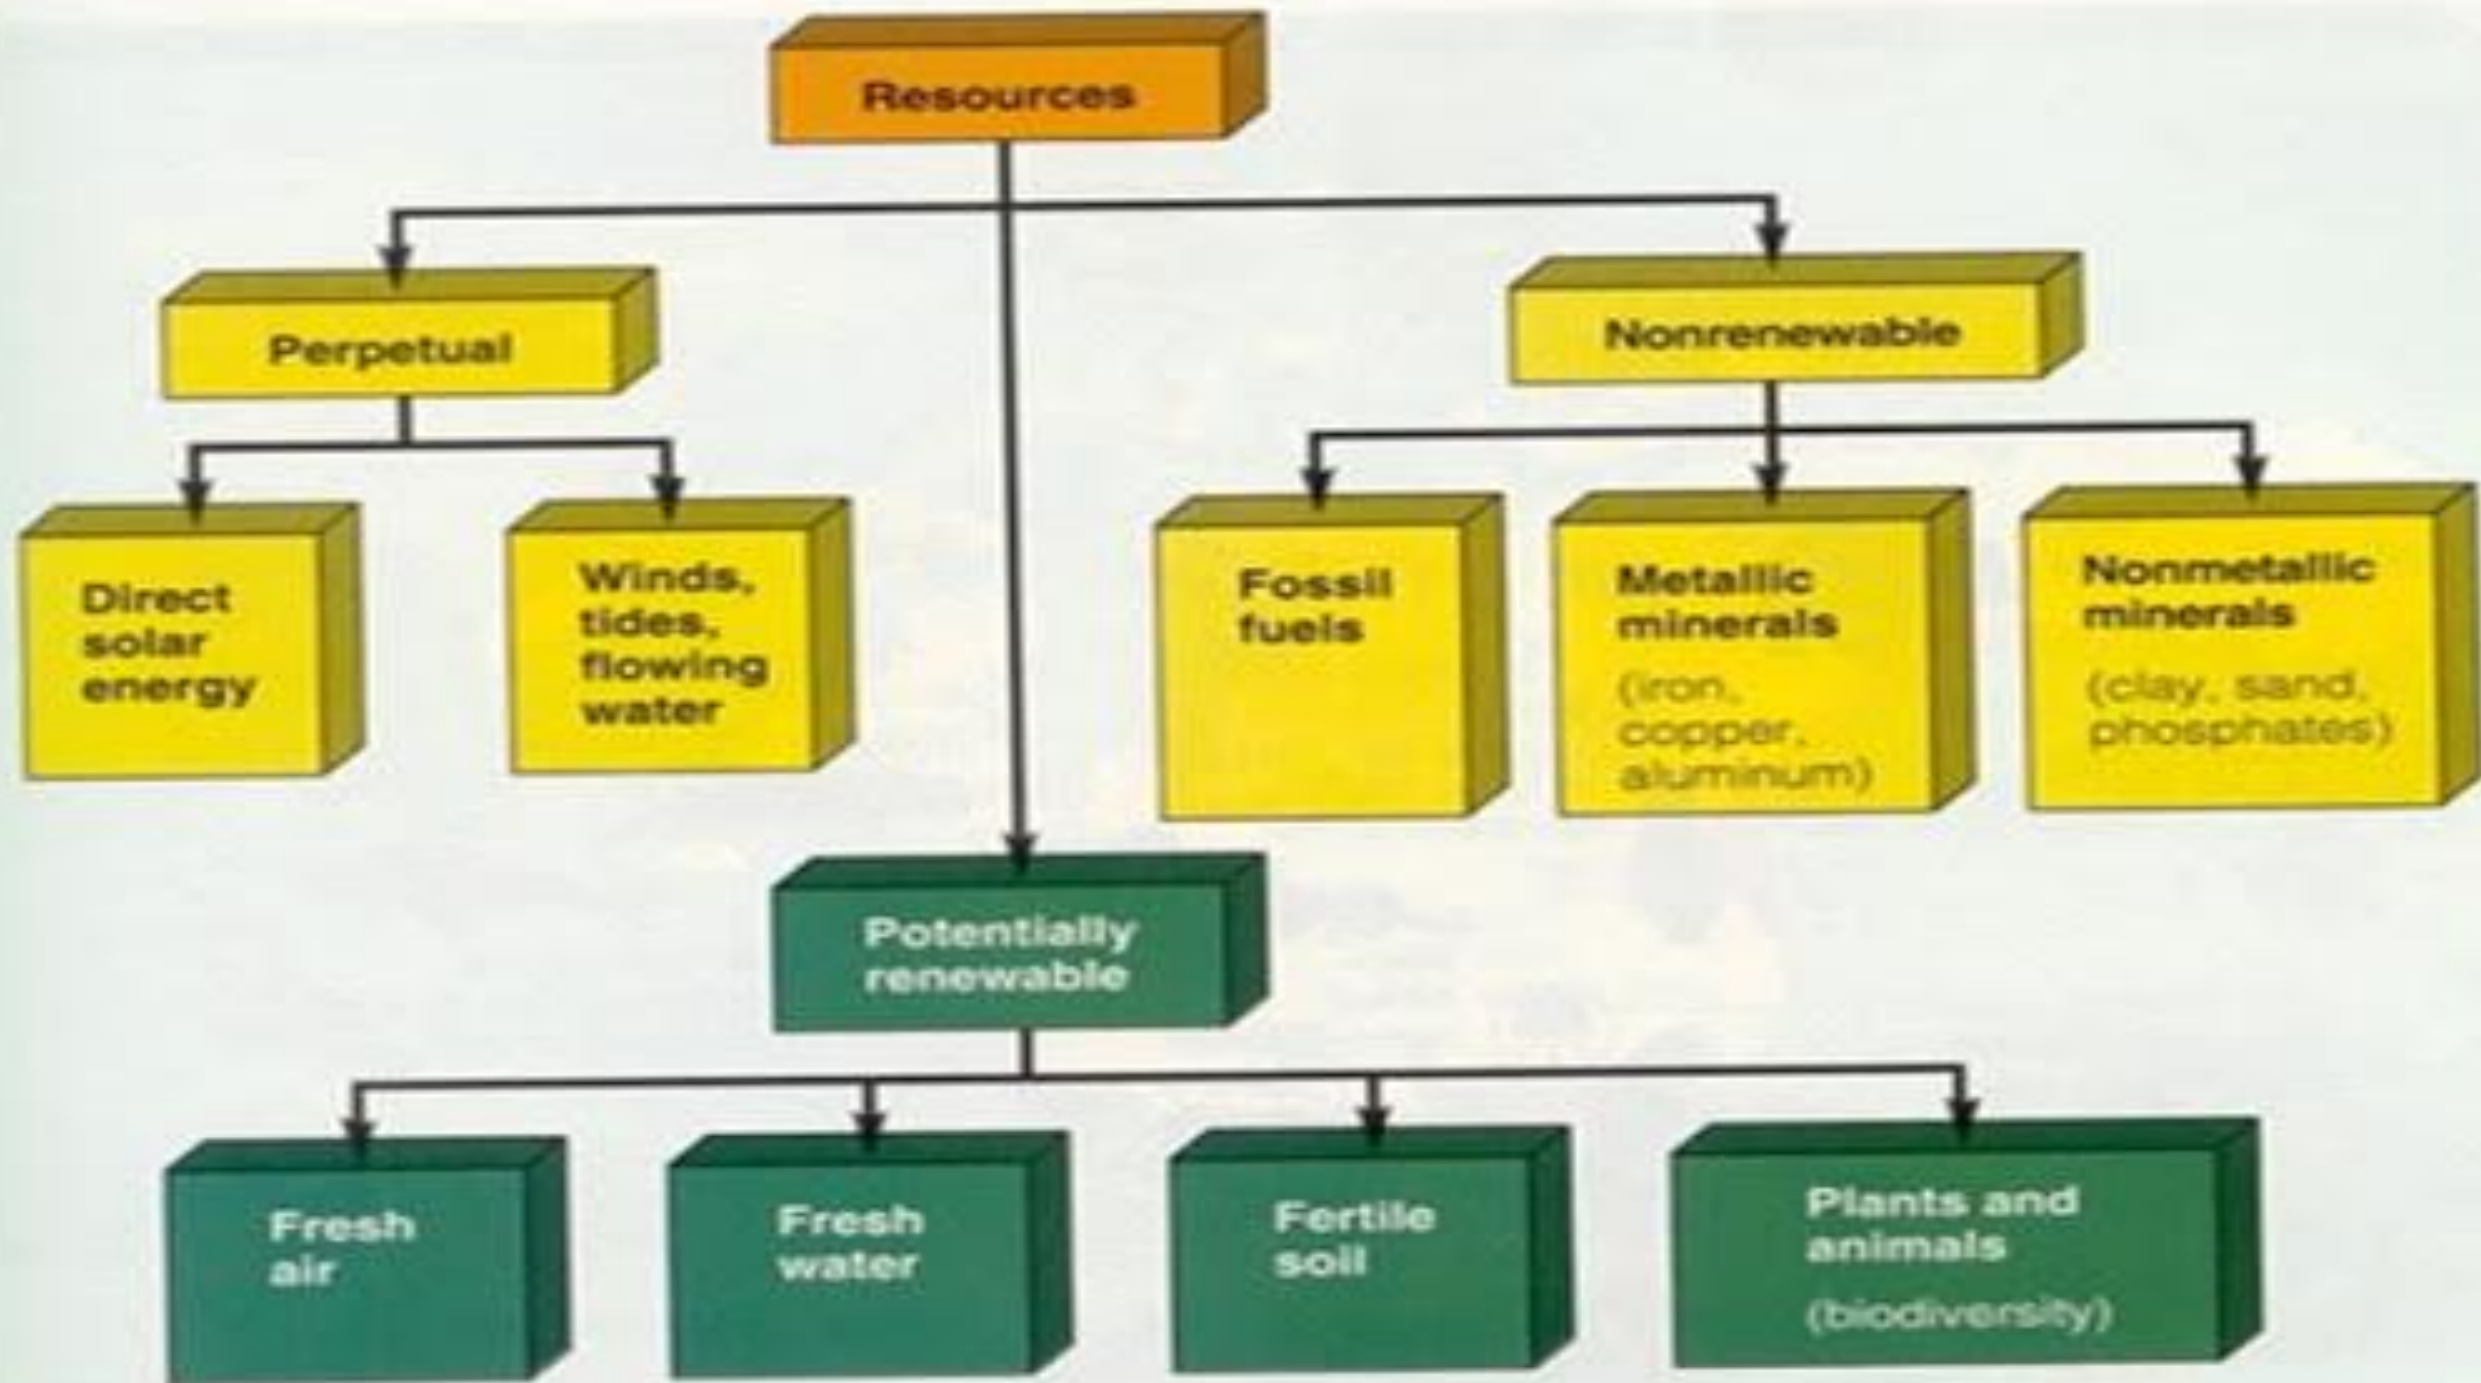 Resources
Perpetual
Nonrenewable
Direct
solar
energy
Winds,
tides,
flowing
water
Fossil
fuels
Metallic
minerals
(iron,
copper,
aluminum)
Nonmetallic
minerals
(clay, sand,
phosphates)
Potentially
renewable
Fresh
air
Fresh
water
Fertile
soil
Plants and
animals
(biodiversity)